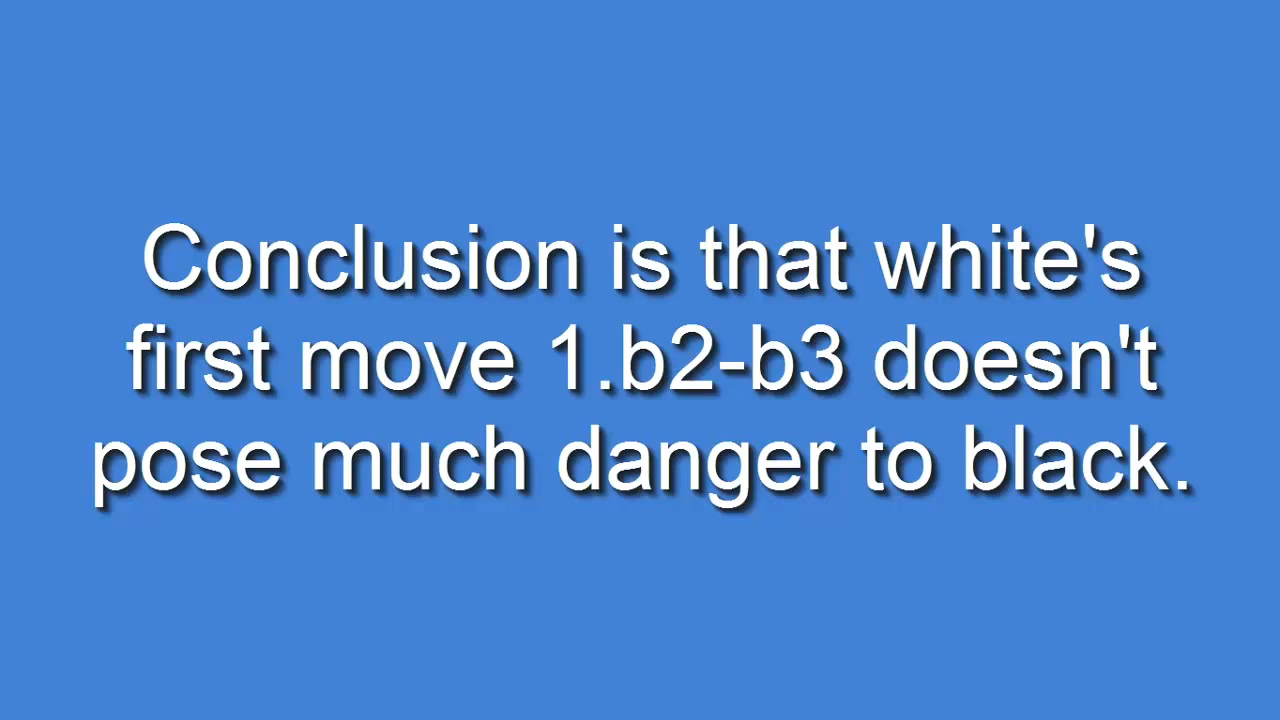 Conclusion is that white's
first move 1.b2-b3 doesn't
pose much danger to black.